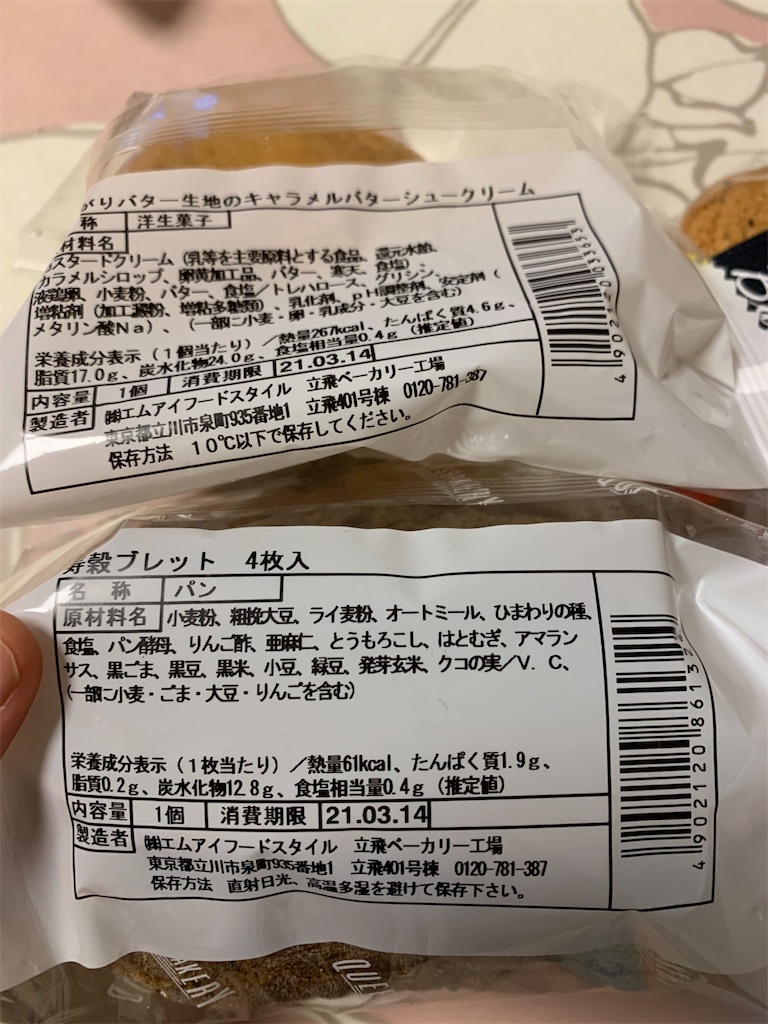 りバター生地のキャラメルバターシュークリーム
称 洋生菓子
材料名
スタードクリーム（乳等を主要原料とする食品、還元水飴、
カラメルシロップ、卵黄加工品、バター、寒天、食塩）、
液鶏卵、小麦粉、バター、食塩／トレハロース、グリシン、
増粘剤（加工澱粉、増粘多糖類）、乳化剤、pH調整剤、安定剤（
メタリン酸Na）、（一部に小麦・卵・乳成分・大豆を含む）
栄養成分表示（1個当たり）／熱量267kcal、たんぱく質4.6g、
脂質17.0g、炭水化物24.0g、食塩相当量0.4g（推定値）
内容量 1個 消費期限 21.03.14
製造者 ㈱エムアイフードスタイル 立飛ベーカリー工場
東京都立川市泉町935番地1 立飛401号棟 0120-781-387
保存方法 10℃以下で保存してください。
穀ブレット 4枚入
名 称 パン
原材料名 小麦粉、粗挽大豆、ライ麦粉、オートミール、ひまわりの種、
食塩、パン酵母、りんご酢、亜麻仁、とうもろこし、はとむぎ、アマラン
サス、黒ごま、黒豆、黒米、小豆、緑豆、発芽玄米、クコの実／V．C、
（一部に小麦・ごま・大豆・りんごを含む）
栄養成分表示（1枚当たり）／熱量61kcal、たんぱく質1.9g、
脂質0.2g、炭水化物12.8g、食塩相当量0.4g（推定値）
内容量 1個 消費期限 21.03.14
製造者 ㈱エムアイフードスタイル 立飛ベーカリー工場
東京都立川市泉町935番地1 立飛401号棟 0120-781-387
保存方法 直射日光、高温多湿を避けて保存下さい。